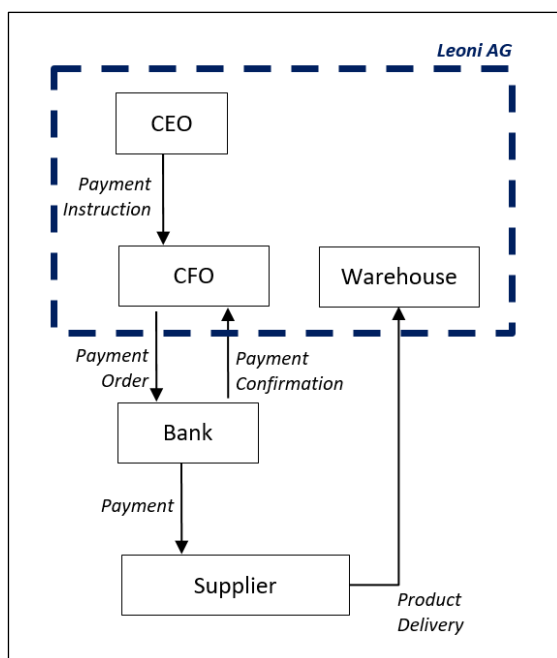 Leoni AG
CEO
Payment
Instruction
CFO
Warehouse
Payment
Order
Payment
Confirmation
Bank
Payment
Supplier
Product
Delivery